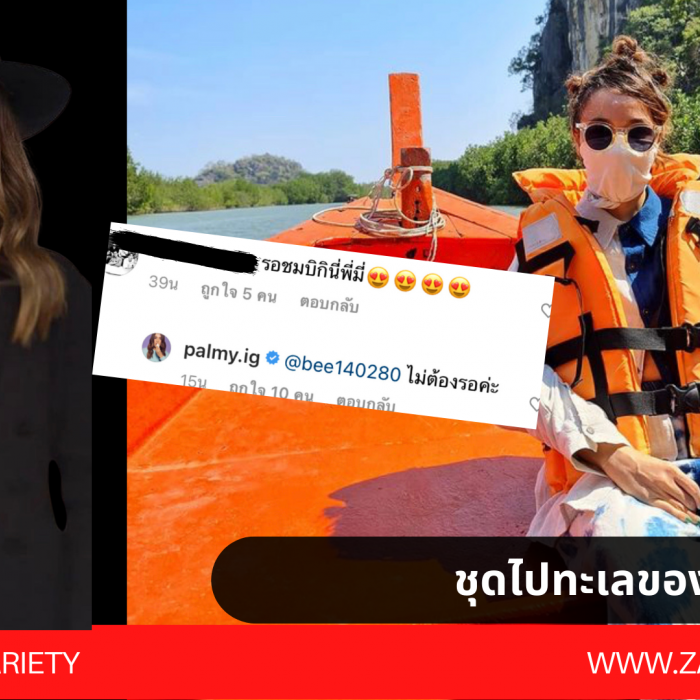 รอชมบิกินี่พี่มี่😍😍😍😍
39น ถูกใจ 5 คน ตอบกลับ
palmy.ig @bee140280 ไม่ต้องรอค่ะ
15น ถูกใจ 10 คน ตอบกลับ
ชุดไปทะเลของ
RIETY WWW.ZA